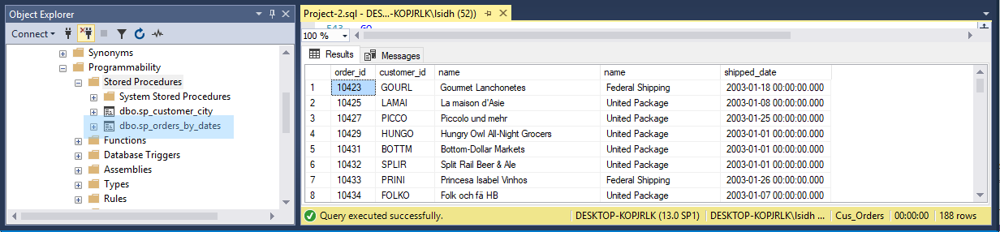 Object Explorer
Connect
Synonyms
Programmability
Stored Procedures
System Stored Procedures
dbo.sp_customer_city
dbo.sp_orders_by_dates
Functions
Database Triggers
Assemblies
Types
Rules
Project-2.sql - DES...-KOPJRLK\lsidh (52))
543 GO
100 %
Results Messages
order_id customer_id name name shipped_date
1 10423 GOURL Gourmet Lanchonetes Federal Shipping 2003-01-18 00:00:00.000
2 10425 LAMAI La maison d'Asie United Package 2003-01-08 00:00:00.000
3 10427 PICCO Piccolo und mehr United Package 2003-01-25 00:00:00.000
4 10429 HUNGO Hungry Owl All-Night Grocers United Package 2003-01-01 00:00:00.000
5 10431 BOTTM Bottom-Dollar Markets United Package 2003-01-01 00:00:00.000
6 10432 SPLIR Split Rail Beer & Ale United Package 2003-01-01 00:00:00.000
7 10433 PRINI Princesa Isabel Vinhos Federal Shipping 2003-01-26 00:00:00.000
8 10434 FOLKO Folk och fä HB United Package 2003-01-07 00:00:00.000
Query executed successfully. DESKTOP-KOPJRLK (13.0 SP1) DESKTOP-KOPJRLK\lsidh ... Cus_Orders 00:00:00 188 rows